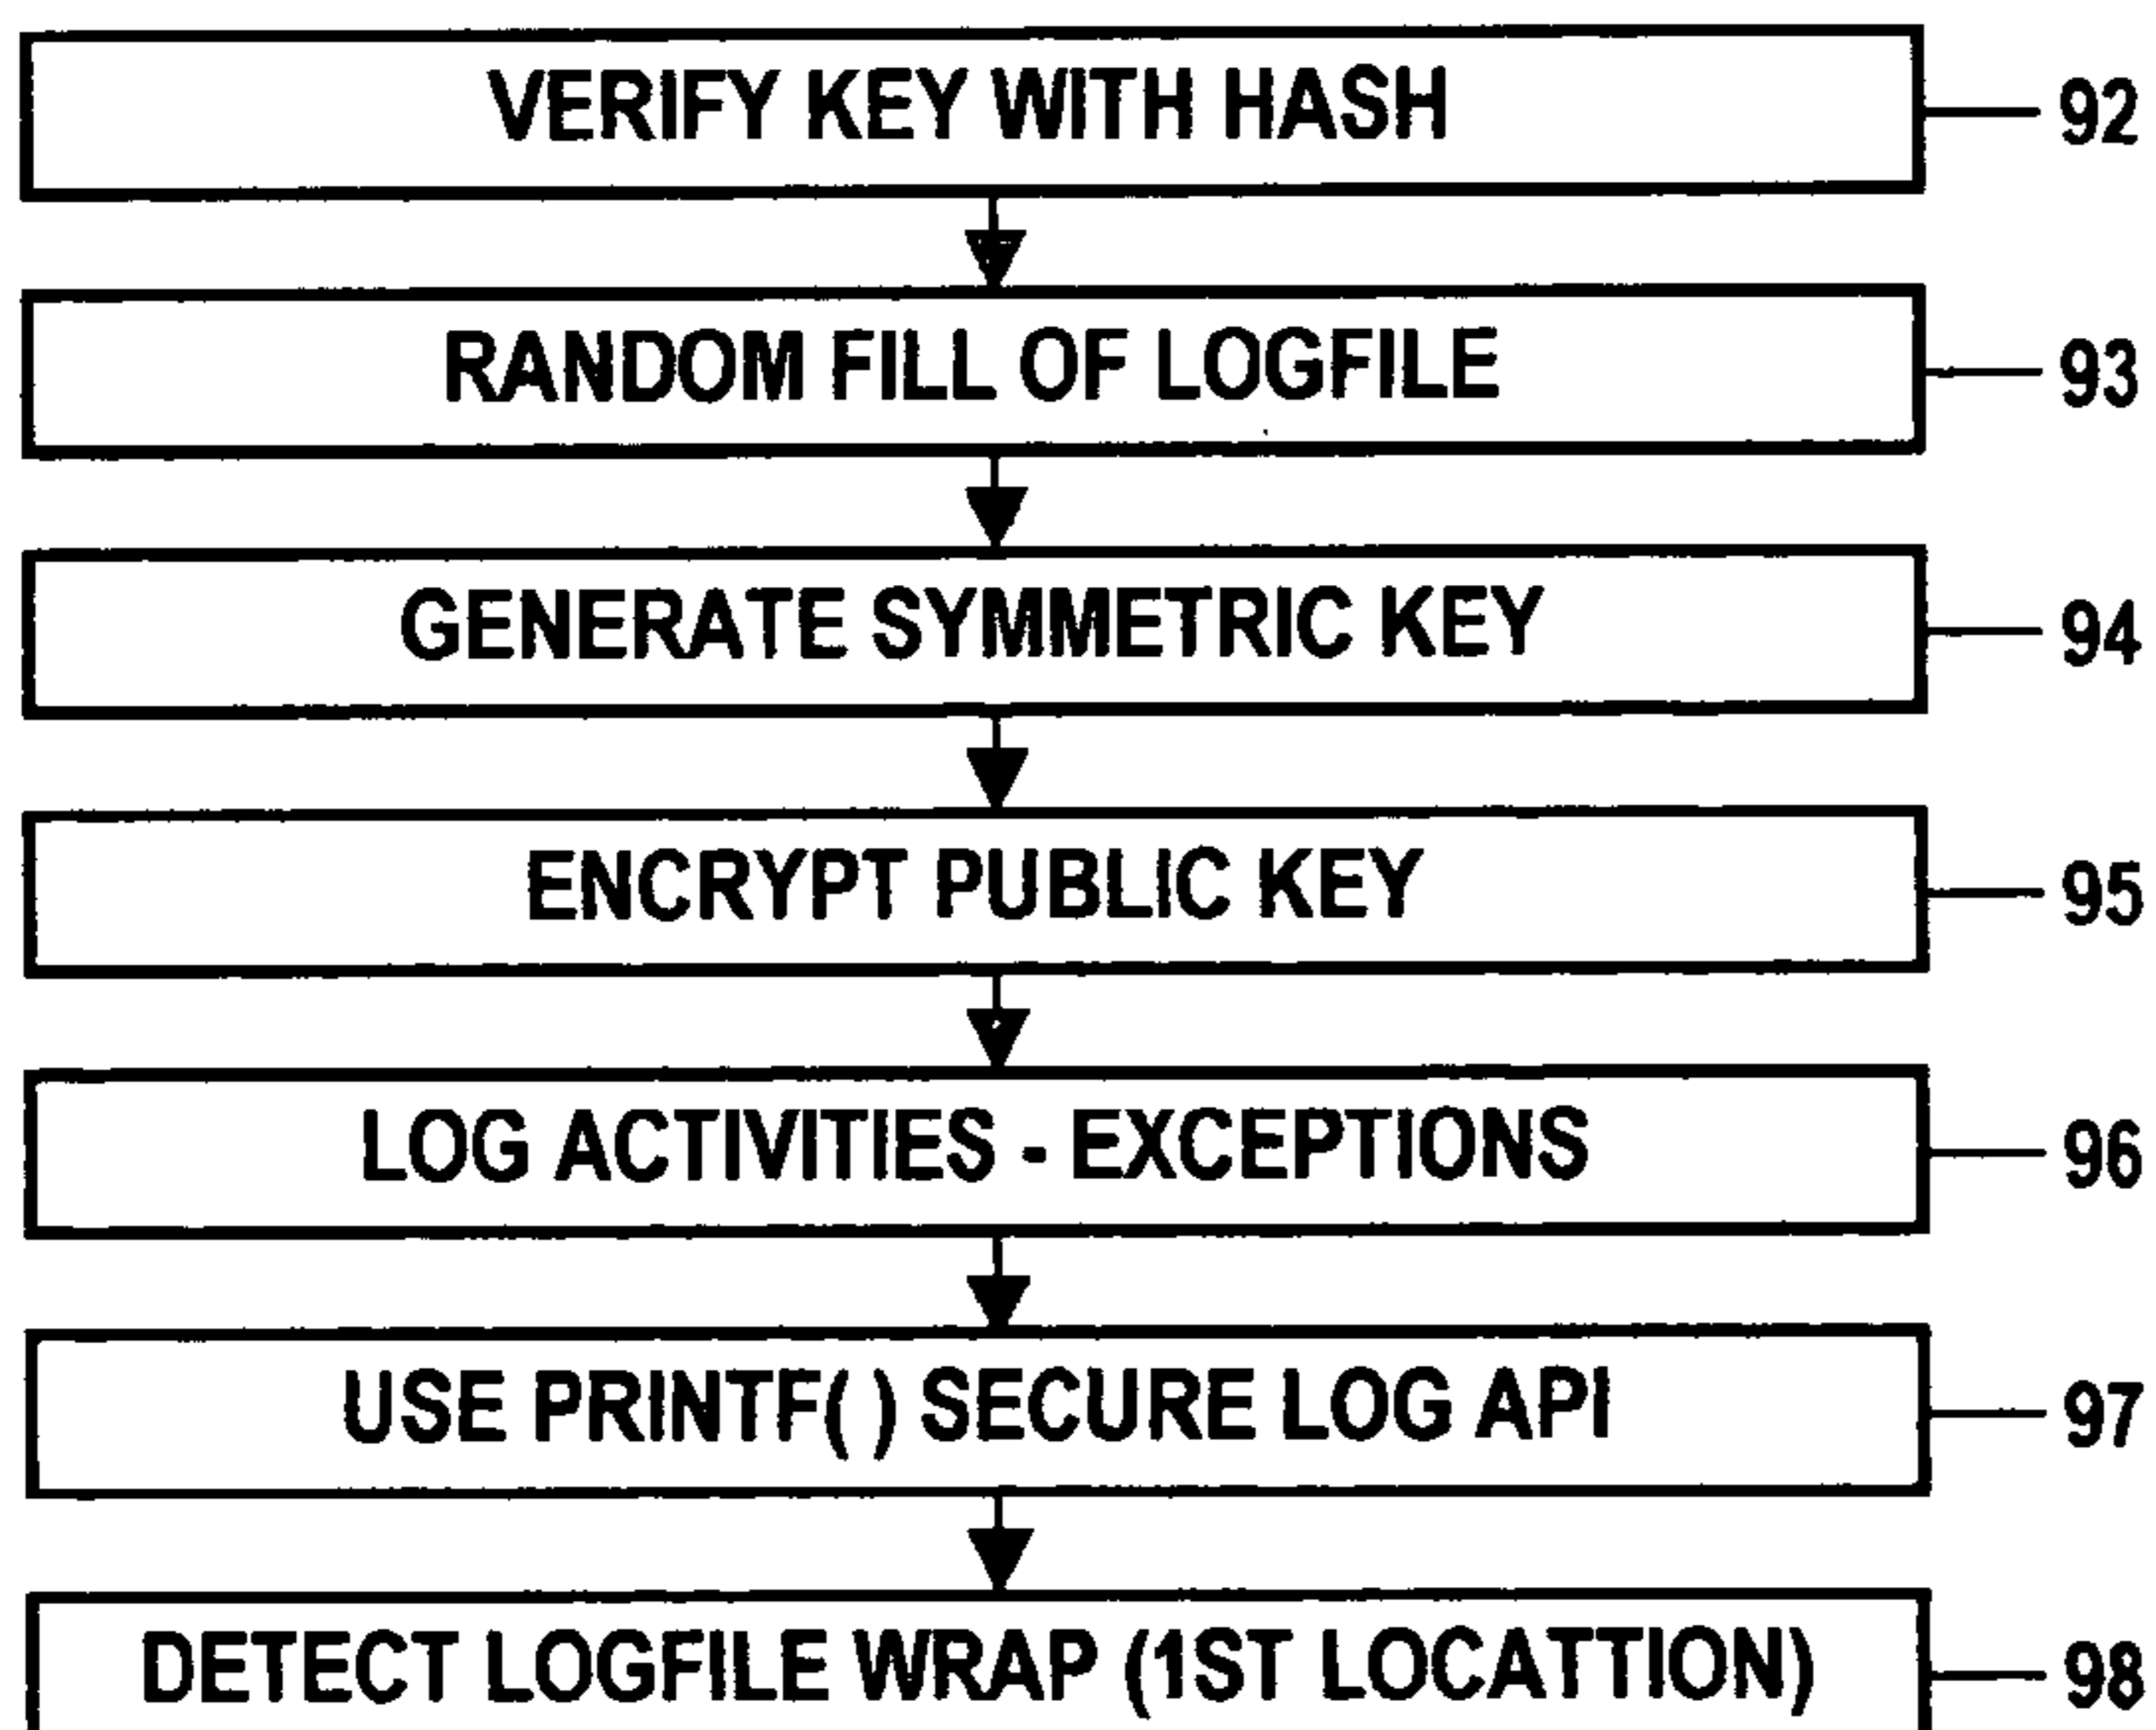 VERIFY KEY WITH HASH 92
RANDOM FILL OF LOGFILE 93
GENERATE SYMMETRIC KEY 94
ENCRYPT PUBLIC KEY 95
LOG ACTIVITIES - EXCEPTIONS 96
USE PRINTF( ) SECURE LOG API 97
DETECT LOGFILE WRAP (1ST LOCATTION) 98